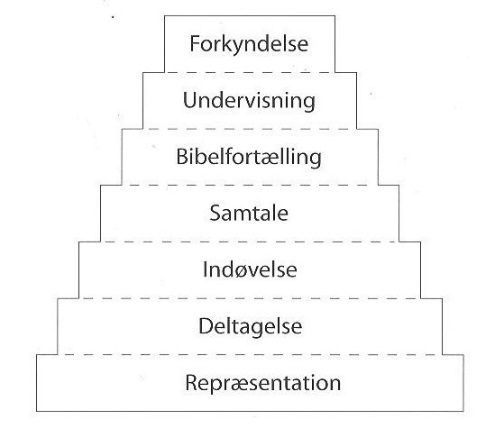 Forkyndelse
Undervisning
Bibelfortælling
Samtale
Indøvelse
Deltagelse
Repræsentation